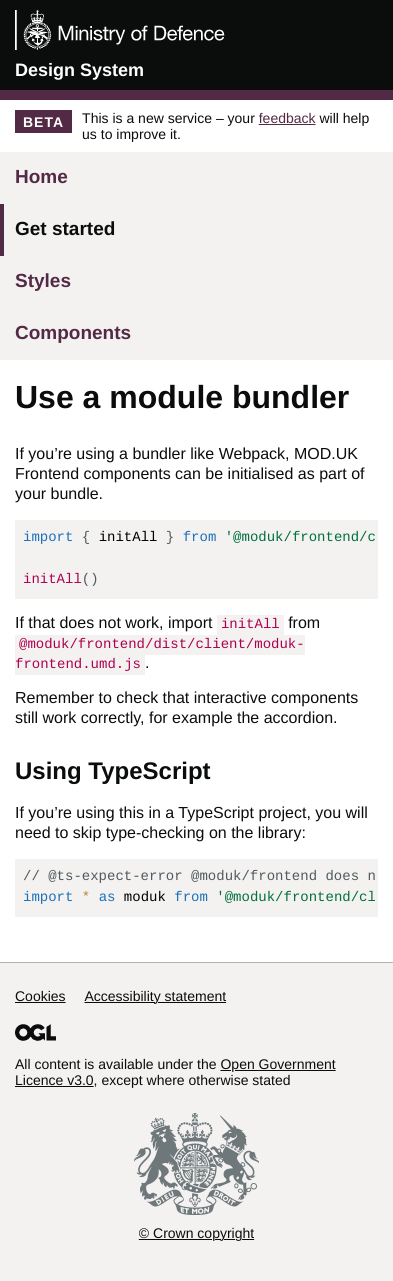 Ministry of Defence
Design System
BETA
This is a new service – your feedback will help
us to improve it.
Home
Get started
Styles
Components
Use a module bundler
If you’re using a bundler like Webpack, MOD.UK
Frontend components can be initialised as part of
your bundle.
import { initAll } from '@moduk/frontend/c
initAll()
If that does not work, import initAll from
@moduk/frontend/dist/client/moduk-
frontend.umd.js.
Remember to check that interactive components
still work correctly, for example the accordion.
Using TypeScript
If you’re using this in a TypeScript project, you will
need to skip type-checking on the library:
// @ts-expect-error @moduk/frontend does n
import * as moduk from '@moduk/frontend/cl
Cookies Accessibility statement
OGL
All content is available under the Open Government
Licence v3.0, except where otherwise stated
DIEU ET MON DROIT
© Crown copyright